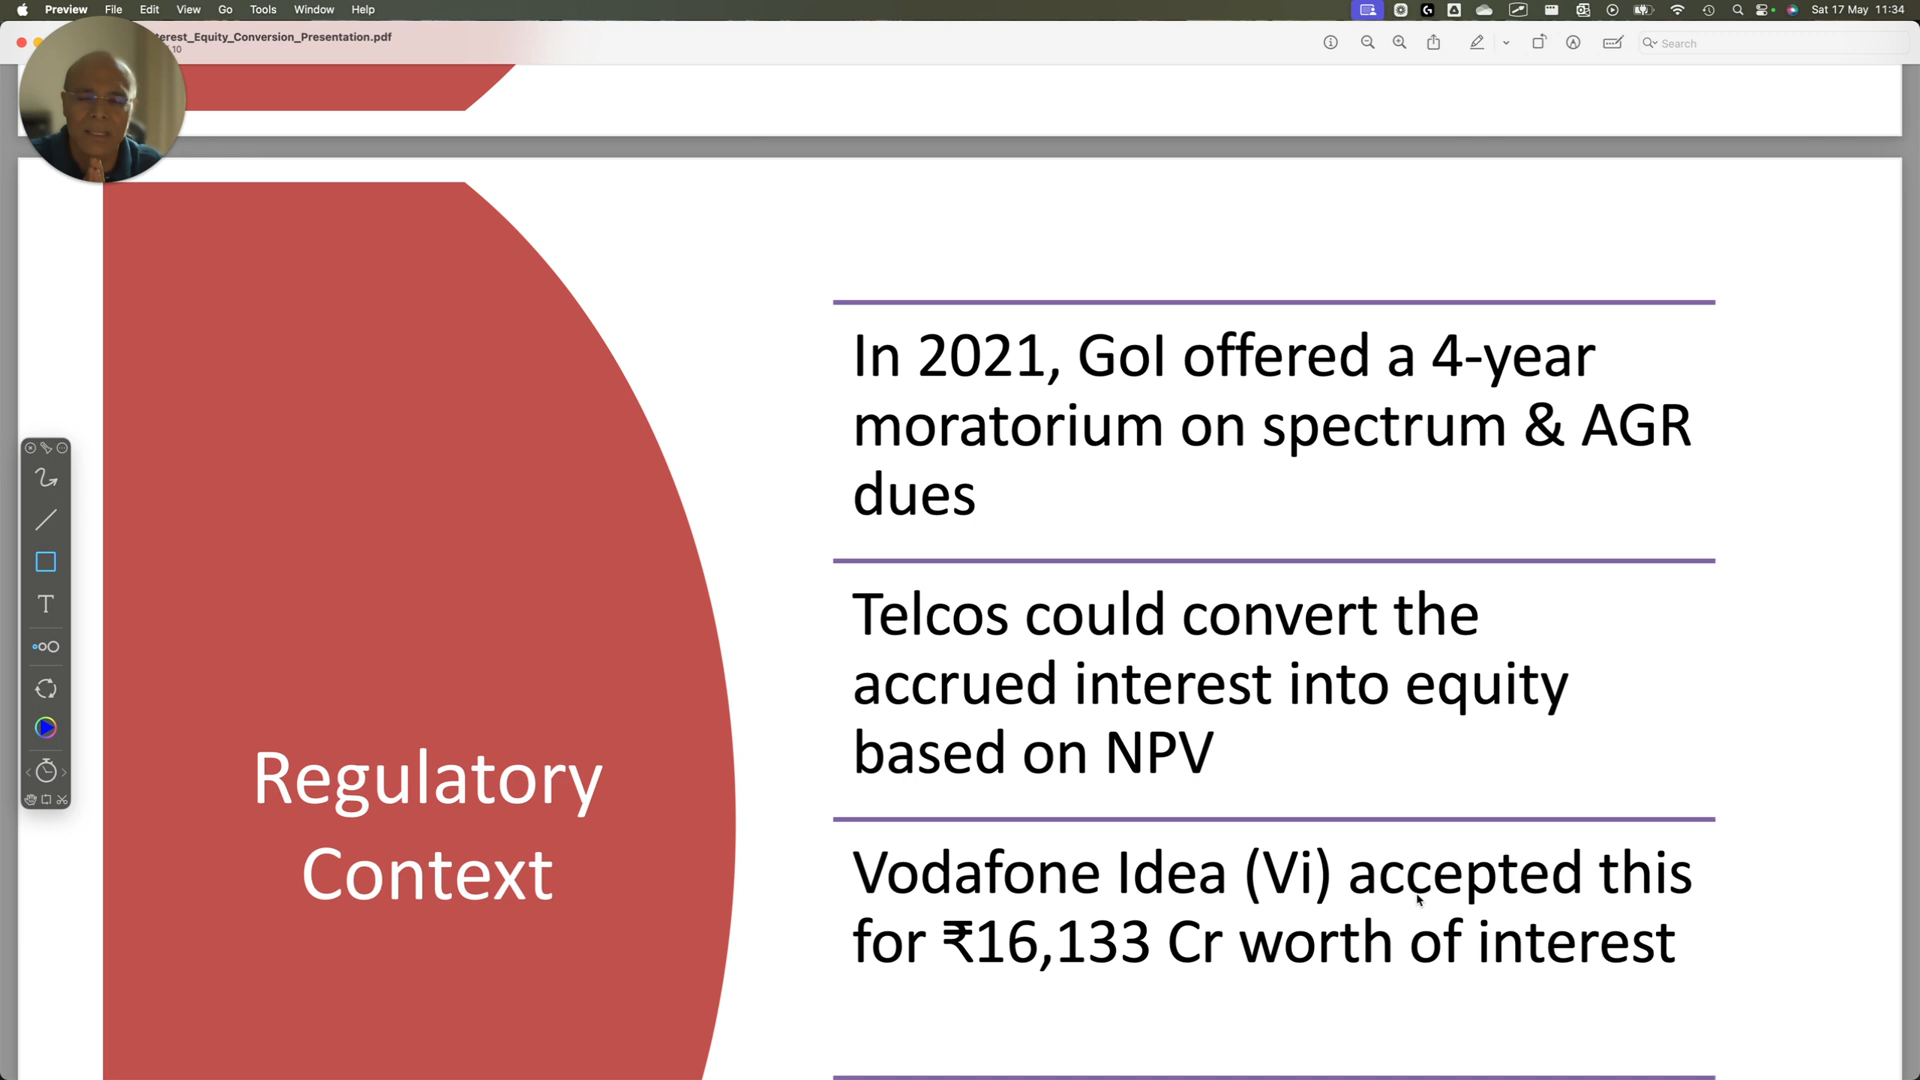 Preview File Edit View Go Tools Window Help
Sat 17 May 11:34
terest_Equity_Conversion_Presentation.pdf
10
Search
In 2021, GoI offered a 4-year
moratorium on spectrum & AGR
dues
Telcos could convert the
accrued interest into equity
based on NPV
Regulatory
Context
Vodafone Idea (Vi) accepted this
for ₹16,133 Cr worth of interest
T